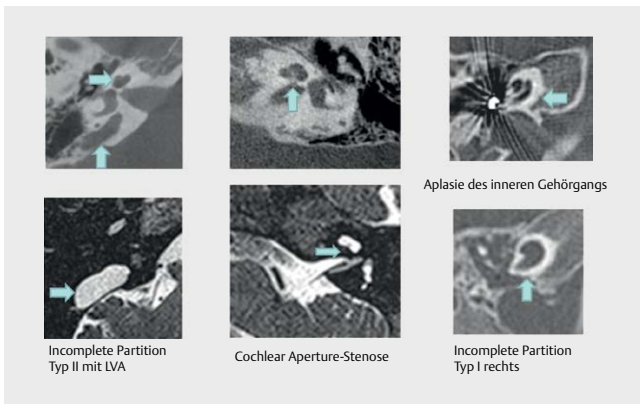 Aplasie des inneren Gehörgangs
Incomplete Partition
Typ II mit LVA
Cochlear Aperture-Stenose
Incomplete Partition
Typ I rechts